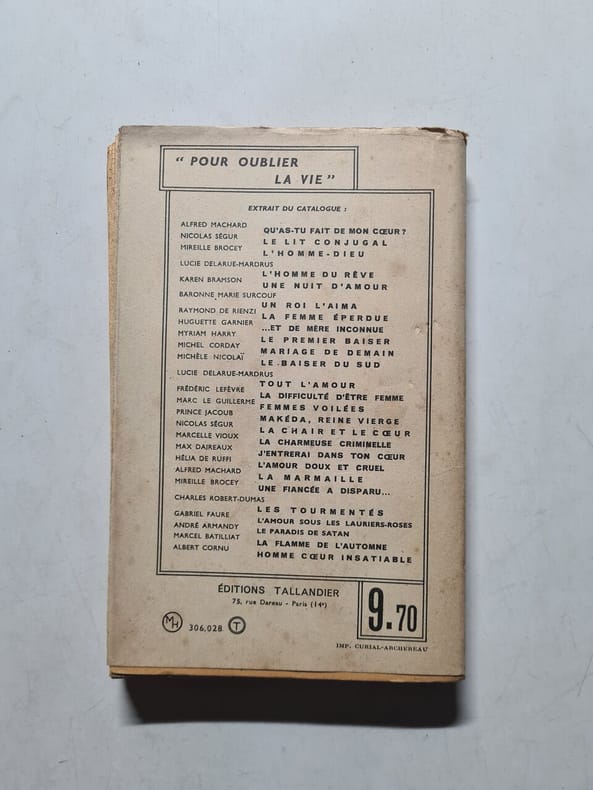 " POUR OUBLIER
LA VIE "
EXTRAIT DU CATALOGUE :
ALFRED MACHARD QU'AS-TU FAIT DE MON CŒUR ?
NICOLAS SÉGUR LE LIT CONJUGAL
MIREILLE BROCEY L'HOMME-DIEU
LUCIE DELARUE-MARDRUS
L'HOMME DU RÊVE
KAREN BRAMSON UNE NUIT D'AMOUR
BARONNE MARIE SURCOUF
UN ROI L'AIMA
RAYMOND DE RIENZI LA FEMME ÉPERDUE
HUGUETTE GARNIER ...ET DE MÈRE INCONNUE
MYRIAM HARRY LE PREMIER BAISER
MICHEL CORDAY MARIAGE DE DEMAIN
MICHÈLE NICOLAÏ LE BAISER DU SUD
LUCIE DELARUE-MARDRUS
TOUT L'AMOUR
FRÉDÉRIC LEFÈVRE LA DIFFICULTÉ D'ÊTRE FEMME
MARC LE GUILLERME FEMMES VOILÉES
PRINCE JACOUB MAKÉDA, REINE VIERGE
NICOLAS SÉGUR LA CHAIR ET LE CŒUR
MARCELLE VIOUX LA CHARMEUSE CRIMINELLE
MAX DAIREAUX J'ENTRERAI DANS TON CŒUR
HÉLIA DE RUFFI L'AMOUR DOUX ET CRUEL
ALFRED MACHARD LA MARMAILLE
MIREILLE BROCEY UNE FIANCÉE A DISPARU...
CHARLES ROBERT-DUMAS
LES TOURMENTÉS
GABRIEL FAURE L'AMOUR SOUS LES LAURIERS-ROSES
ANDRÉ ARMANDY LE PARADIS DE SATAN
MARCEL BATILLIAT LA FLAMME DE L'AUTOMNE
ALBERT CORNU HOMME CŒUR INSATIABLE
ÉDITIONS TALLANDIER
75, rue Dareau - Paris (14e)
9.70
MH 306,028 T
IMP. CURIAL-ARCHEREAU